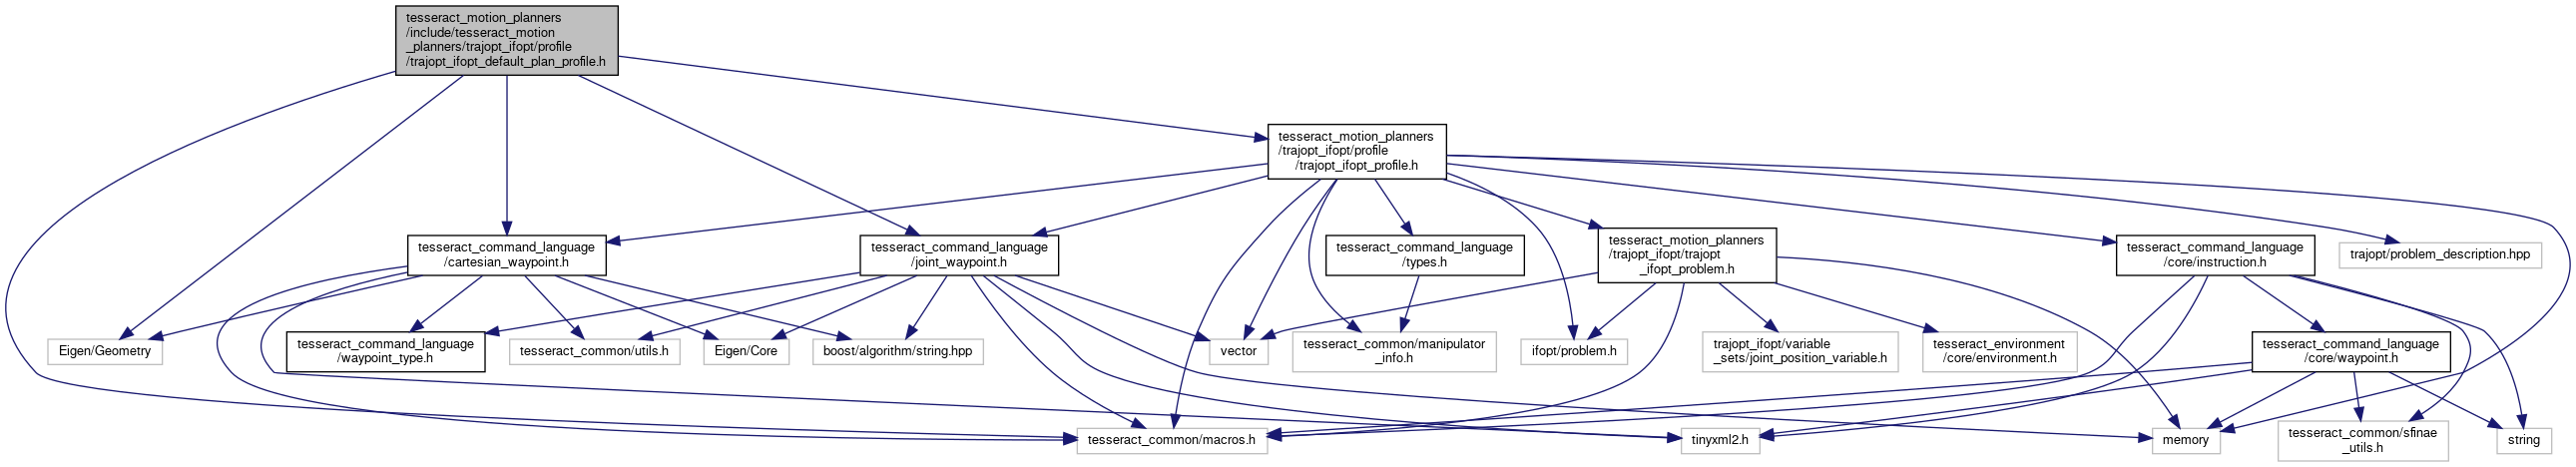 tesseract_motion_planners
/include/tesseract_motion
_planners/trajopt_ifopt/profile
/trajopt_ifopt_default_plan_profile.h
tesseract_motion_planners
/trajopt_ifopt/profile
/trajopt_ifopt_profile.h
tesseract_command_language
/cartesian_waypoint.h
tesseract_command_language
/joint_waypoint.h
tesseract_command_language
/types.h
tesseract_motion_planners
/trajopt_ifopt/trajopt
_ifopt_problem.h
tesseract_command_language
/core/instruction.h
trajopt/problem_description.hpp
Eigen/Geometry
tesseract_command_language
/waypoint_type.h
tesseract_common/utils.h
Eigen/Core
boost/algorithm/string.hpp
vector
tesseract_common/manipulator
_info.h
ifopt/problem.h
trajopt_ifopt/variable
_sets/joint_position_variable.h
tesseract_environment
/core/environment.h
tesseract_command_language
/core/waypoint.h
tesseract_common/macros.h
tinyxml2.h
memory
tesseract_common/sfinae
_utils.h
string